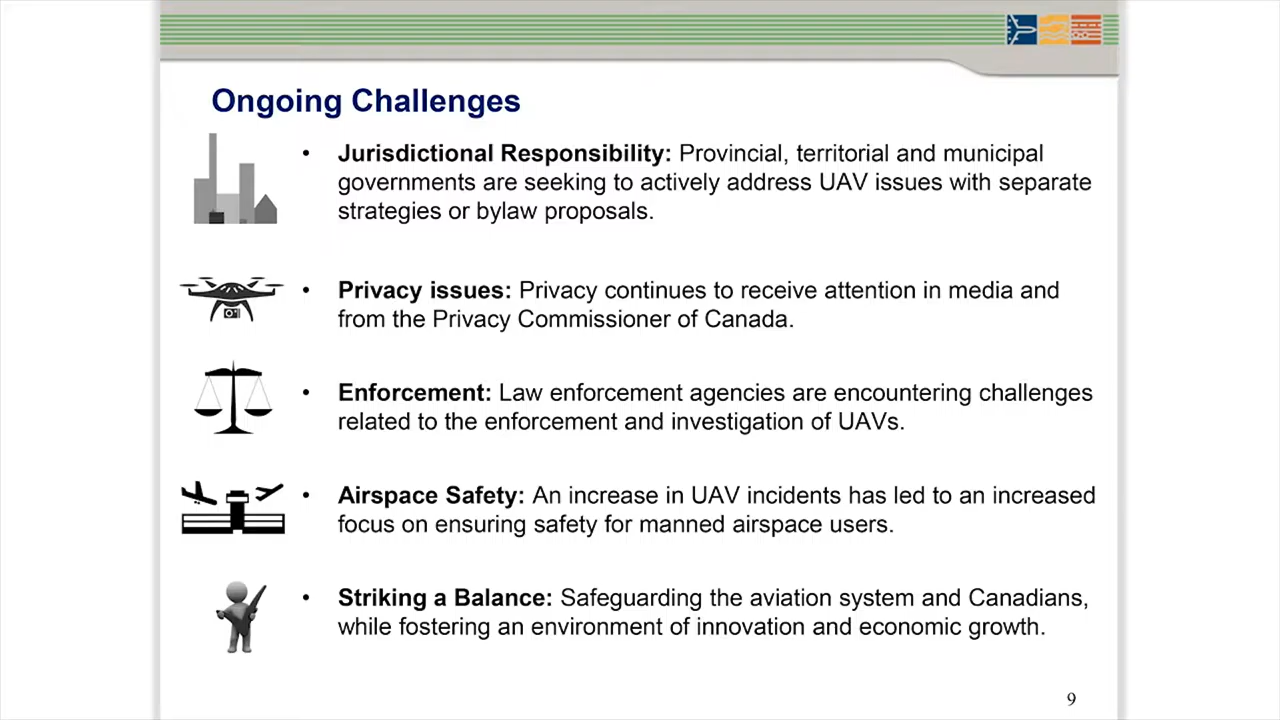 Ongoing Challenges
• Jurisdictional Responsibility: Provincial, territorial and municipal
governments are seeking to actively address UAV issues with separate
strategies or bylaw proposals.
• Privacy issues: Privacy continues to receive attention in media and
from the Privacy Commissioner of Canada.
• Enforcement: Law enforcement agencies are encountering challenges
related to the enforcement and investigation of UAVs.
• Airspace Safety: An increase in UAV incidents has led to an increased
focus on ensuring safety for manned airspace users.
• Striking a Balance: Safeguarding the aviation system and Canadians,
while fostering an environment of innovation and economic growth.
9